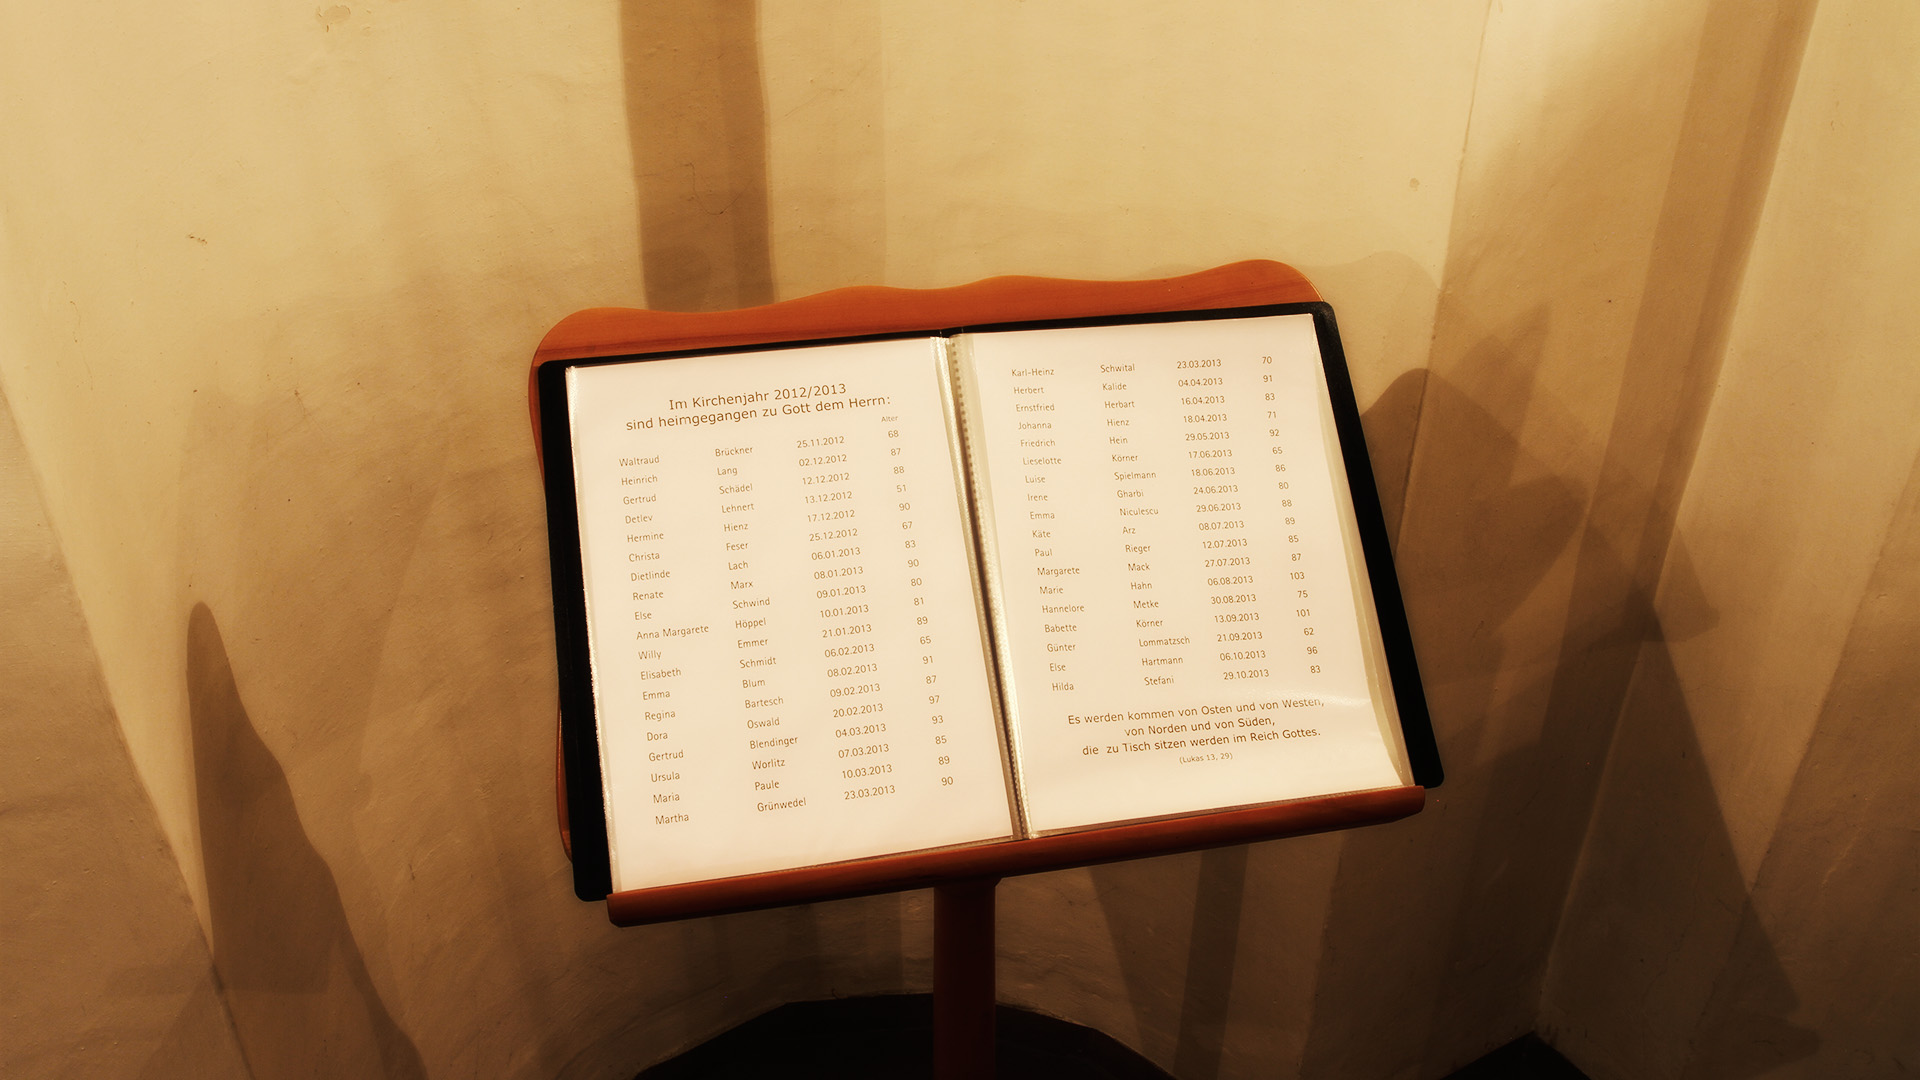 Im Kirchenjahr 2012/2013
sind heimgegangen zu Gott dem Herrn:
Alter
Waltraud Brückner 25.11.2012 68
Heinrich Lang 02.12.2012 87
Gertrud Schädel 12.12.2012 88
Detlev Lehnert 13.12.2012 51
Hermine Hienz 17.12.2012 90
Christa Feser 25.12.2012 67
Dietlinde Lach 06.01.2013 83
Renate Marx 08.01.2013 90
Else Schwind 09.01.2013 80
Anna Margarete Höppel 10.01.2013 81
Willy Emmer 21.01.2013 89
Elisabeth Schmidt 06.02.2013 65
Emma Blum 08.02.2013 91
Regina Bartesch 09.02.2013 87
Dora Oswald 20.02.2013 97
Gertrud Blendinger 04.03.2013 93
Ursula Worlitz 07.03.2013 85
Maria Paule 10.03.2013 89
Martha Grünwedel 23.03.2013 90
Karl-Heinz Schwital 23.03.2013 70
Herbert Kalide 04.04.2013 91
Ernstfried Herbart 16.04.2013 83
Johanna Hienz 18.04.2013 71
Friedrich Hein 29.05.2013 92
Lieselotte Körner 17.06.2013 65
Luise Spielmann 18.06.2013 86
Irene Gharbi 24.06.2013 80
Emma Niculescu 29.06.2013 88
Käte Arz 08.07.2013 89
Paul Rieger 12.07.2013 85
Margarete Mack 27.07.2013 87
Marie Hahn 06.08.2013 103
Hannelore Metke 30.08.2013 75
Babette Körner 13.09.2013 101
Günter Lommatzsch 21.09.2013 62
Else Hartmann 06.10.2013 96
Hilda Stefani 29.10.2013 83
Es werden kommen von Osten und von Westen,
von Norden und von Süden,
die zu Tisch sitzen werden im Reich Gottes.
(Lukas 13, 29)